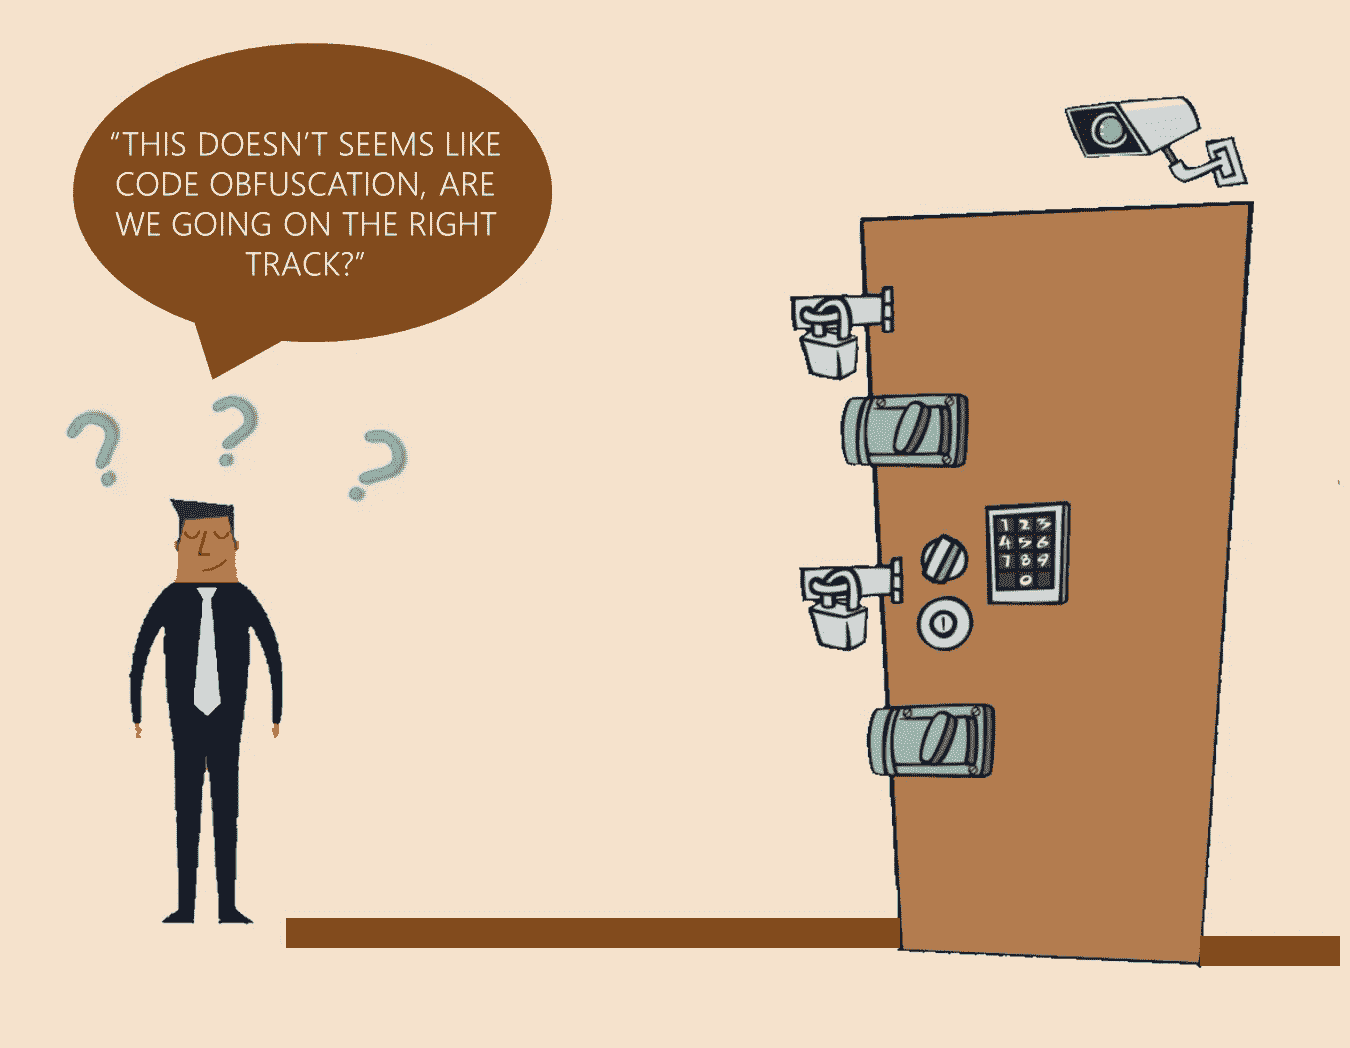 “THIS DOESN’T SEEMS LIKE
CODE OBFUSCATION, ARE
WE GOING ON THE RIGHT
TRACK?”
1 2 3
4 5 6
7 8 9
0